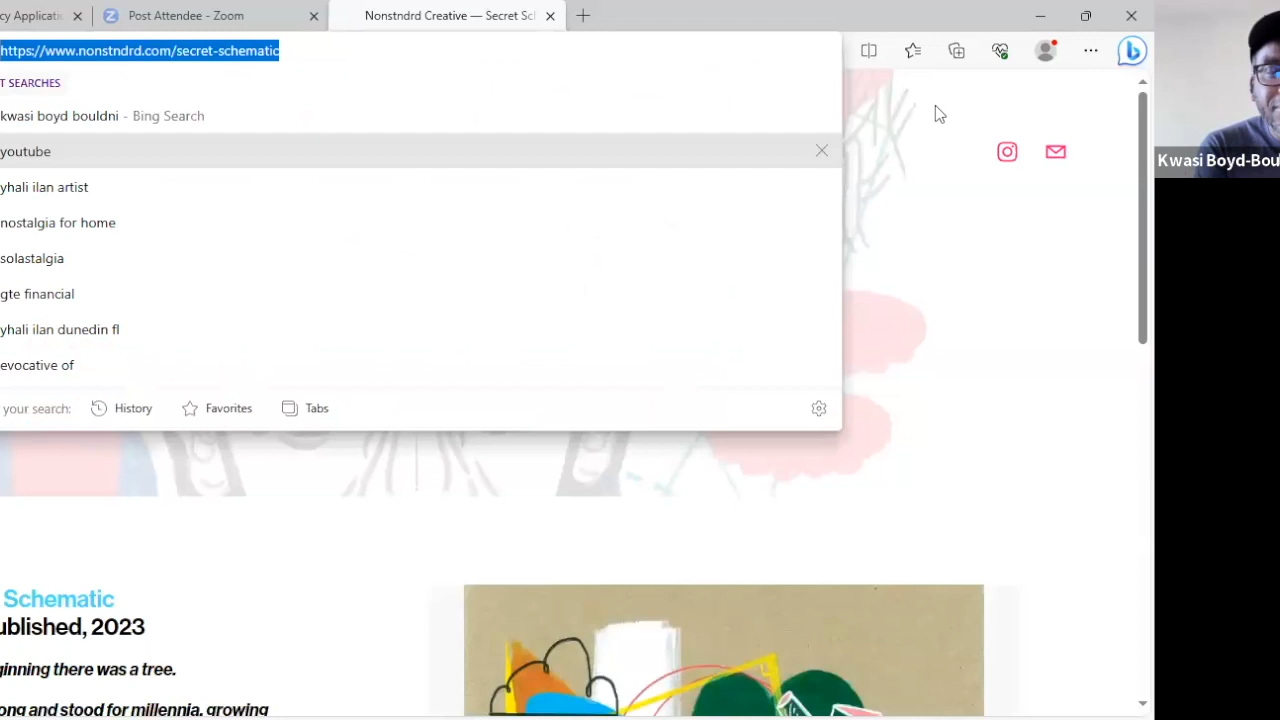 cy Applicati
Post Attendee - Zoom
Nonstndrd Creative — Secret Sc
https://www.nonstndrd.com/secret-schematic
T SEARCHES
kwasi boyd bouldni - Bing Search
youtube
yhali ilan artist
nostalgia for home
solastalgia
gte financial
yhali ilan dunedin fl
evocative of
your search:
History
Favorites
Tabs
Kwasi Boyd-Bou
Schematic
ublished, 2023
ginning there was a tree.
ong and stood for millennia, growing